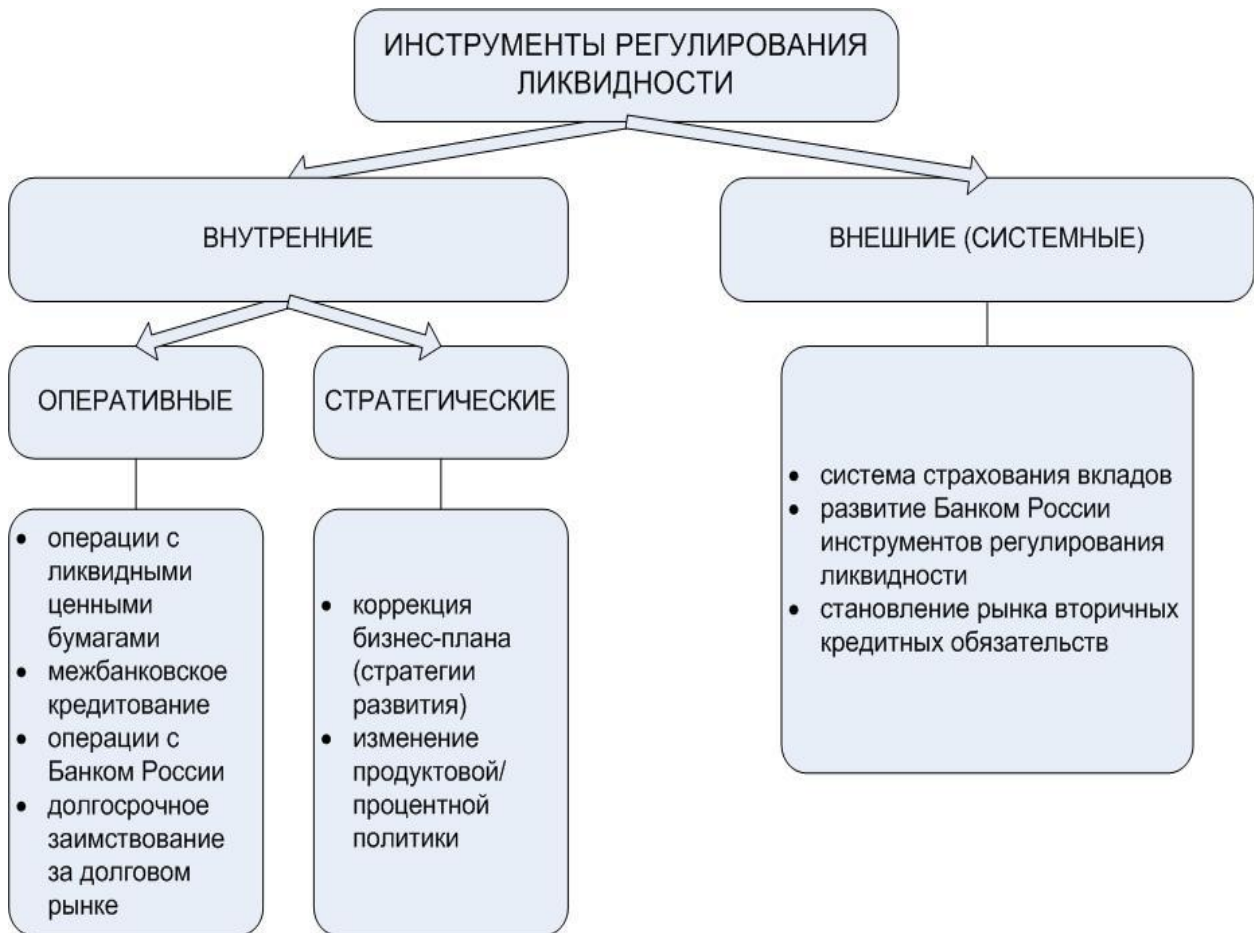 ИНСТРУМЕНТЫ РЕГУЛИРОВАНИЯ
ЛИКВИДНОСТИ
ВНУТРЕННИЕ
ВНЕШНИЕ (СИСТЕМНЫЕ)
ОПЕРАТИВНЫЕ
СТРАТЕГИЧЕСКИЕ
• операции с
ликвидными
ценными
бумагами
• межбанковское
кредитование
• операции с
Банком России
• долгосрочное
заимствование
за долговом
рынке
• коррекция
бизнес-плана
(стратегии
развития)
• изменение
продуктовой/
процентной
политики
• система страхования вкладов
• развитие Банком России
инструментов регулирования
ликвидности
• становление рынка вторичных
кредитных обязательств